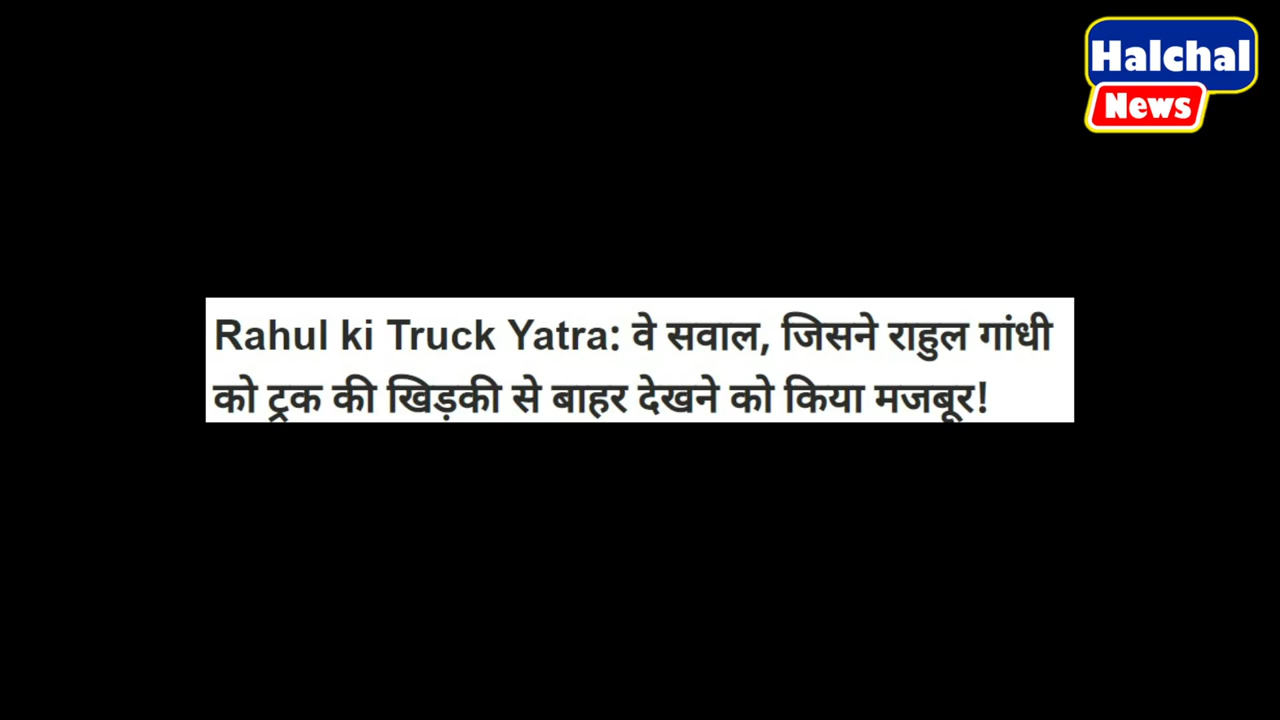 Halchal
News
Rahul ki Truck Yatra: वे सवाल, जिसने राहुल गांधी
को ट्रक की खिड़की से बाहर देखने को किया मजबूर!